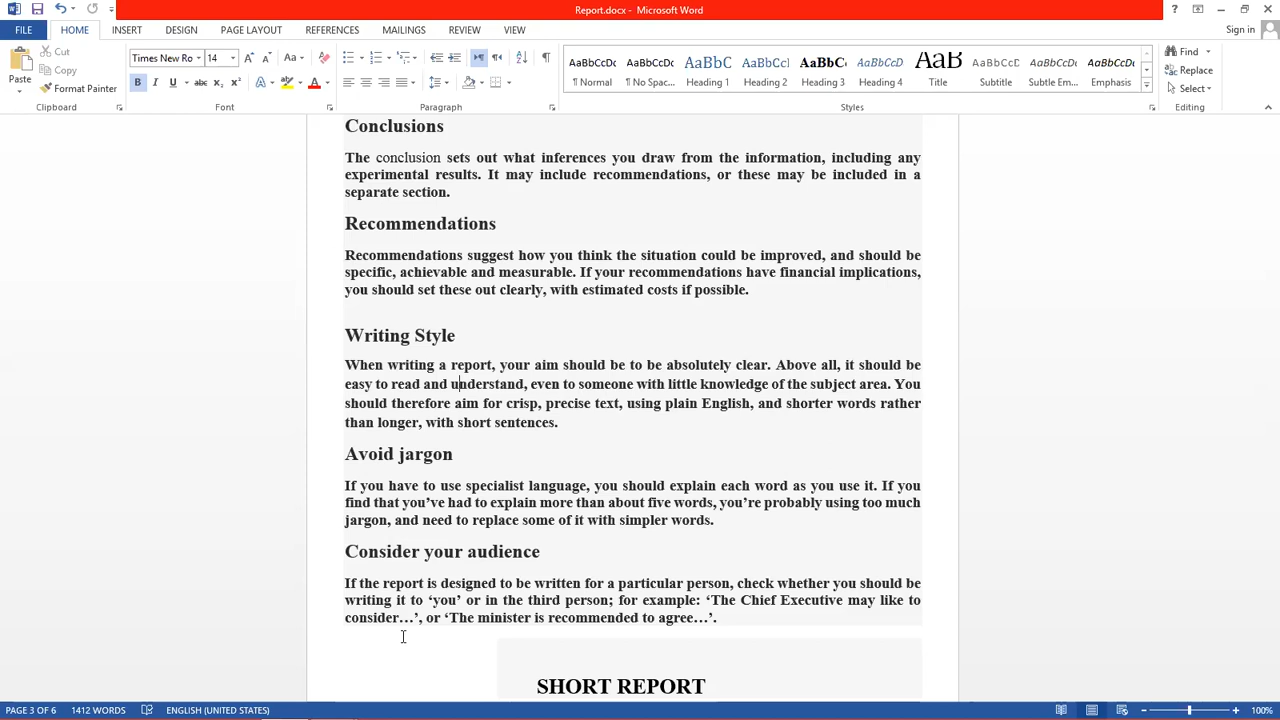 Report.docx - Microsoft Word
Sign in
FILE HOME INSERT DESIGN PAGE LAYOUT REFERENCES MAILINGS REVIEW VIEW
Paste
Cut
Copy
Format Painter
Clipboard
Times New Ro 14
Font
Paragraph
AaBbCcDc AaBbCcDc AaBbC AaBbCc AaBbCc AaBbCcD AaB AaBbCcD AaBbCcDc AaBbCcDc
¶ Normal ¶ No Spac... Heading 1 Heading 2 Heading 3 Heading 4 Title Subtitle Subtle Em... Emphasis
Styles
Find
Replace
Select
Editing
Conclusions
The conclusion sets out what inferences you draw from the information, including any
experimental results. It may include recommendations, or these may be included in a
separate section.
Recommendations
Recommendations suggest how you think the situation could be improved, and should be
specific, achievable and measurable. If your recommendations have financial implications,
you should set these out clearly, with estimated costs if possible.
Writing Style
When writing a report, your aim should be to be absolutely clear. Above all, it should be
easy to read and understand, even to someone with little knowledge of the subject area. You
should therefore aim for crisp, precise text, using plain English, and shorter words rather
than longer, with short sentences.
Avoid jargon
If you have to use specialist language, you should explain each word as you use it. If you
find that you’ve had to explain more than about five words, you’re probably using too much
jargon, and need to replace some of it with simpler words.
Consider your audience
If the report is designed to be written for a particular person, check whether you should be
writing it to ‘you’ or in the third person; for example: ‘The Chief Executive may like to
consider…’, or ‘The minister is recommended to agree…’.
SHORT REPORT
PAGE 3 OF 6 1412 WORDS ENGLISH (UNITED STATES) 100%